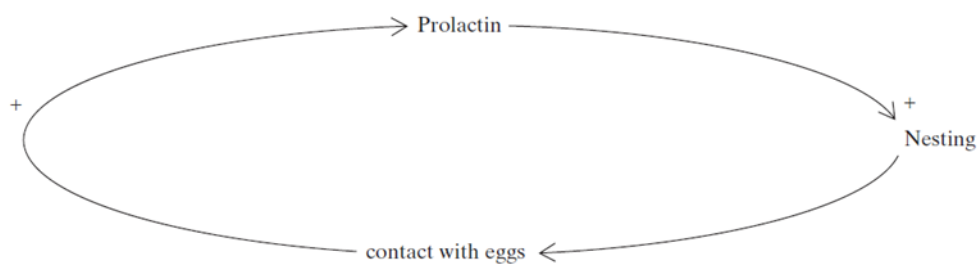 Prolactin
+
+
Nesting
contact with eggs